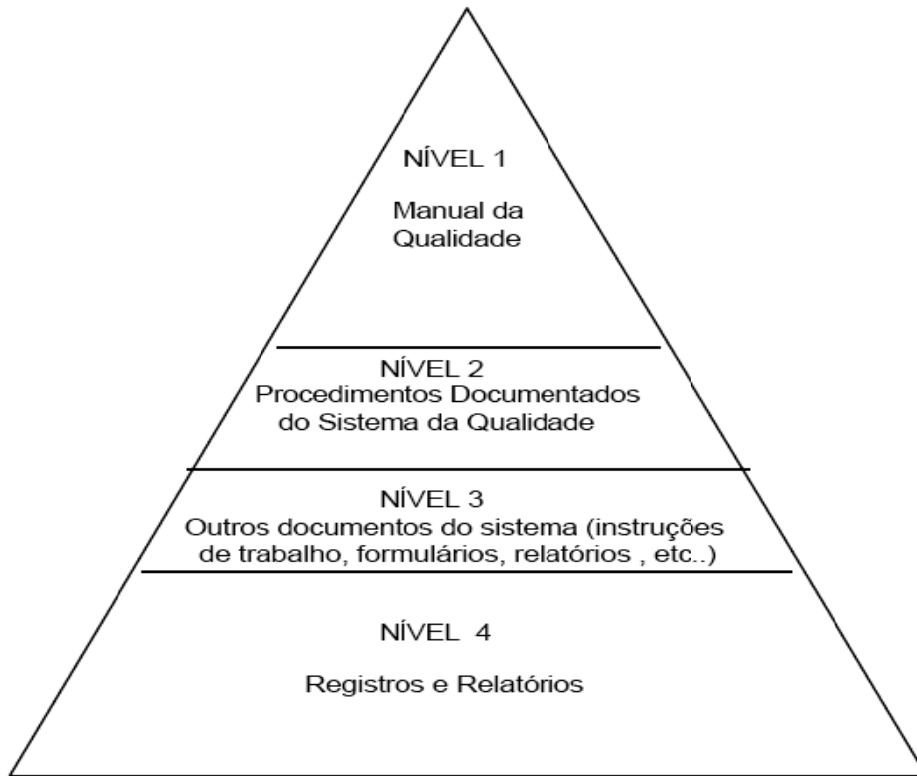 NÍVEL 1
Manual da
Qualidade
NÍVEL 2
Procedimentos Documentados
do Sistema da Qualidade
NÍVEL 3
Outros documentos do sistema (instruções
de trabalho, formulários, relatórios , etc..)
NÍVEL 4
Registros e Relatórios